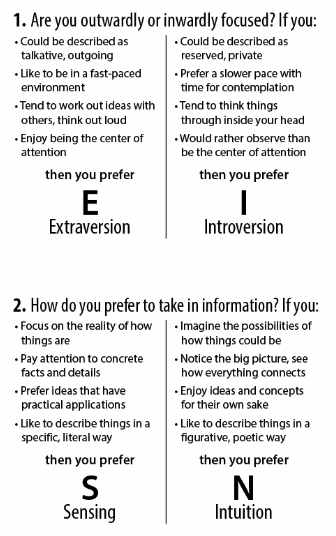 1. Are you outwardly or inwardly focused? If you:
• Could be described as
talkative, outgoing
• Like to be in a fast-paced
environment
• Tend to work out ideas with
others, think out loud
• Enjoy being the center of
attention
then you prefer
E
Extraversion
• Could be described as
reserved, private
• Prefer a slower pace with
time for contemplation
• Tend to think things
through inside your head
• Would rather observe than
be the center of attention
then you prefer
I
Introversion
2. How do you prefer to take in information? If you:
• Focus on the reality of how
things are
• Pay attention to concrete
facts and details
• Prefer ideas that have
practical applications
• Like to describe things in a
specific, literal way
then you prefer
S
Sensing
• Imagine the possibilities of
how things could be
• Notice the big picture, see
how everything connects
• Enjoy ideas and concepts
for their own sake
• Like to describe things in a
figurative, poetic way
then you prefer
N
Intuition